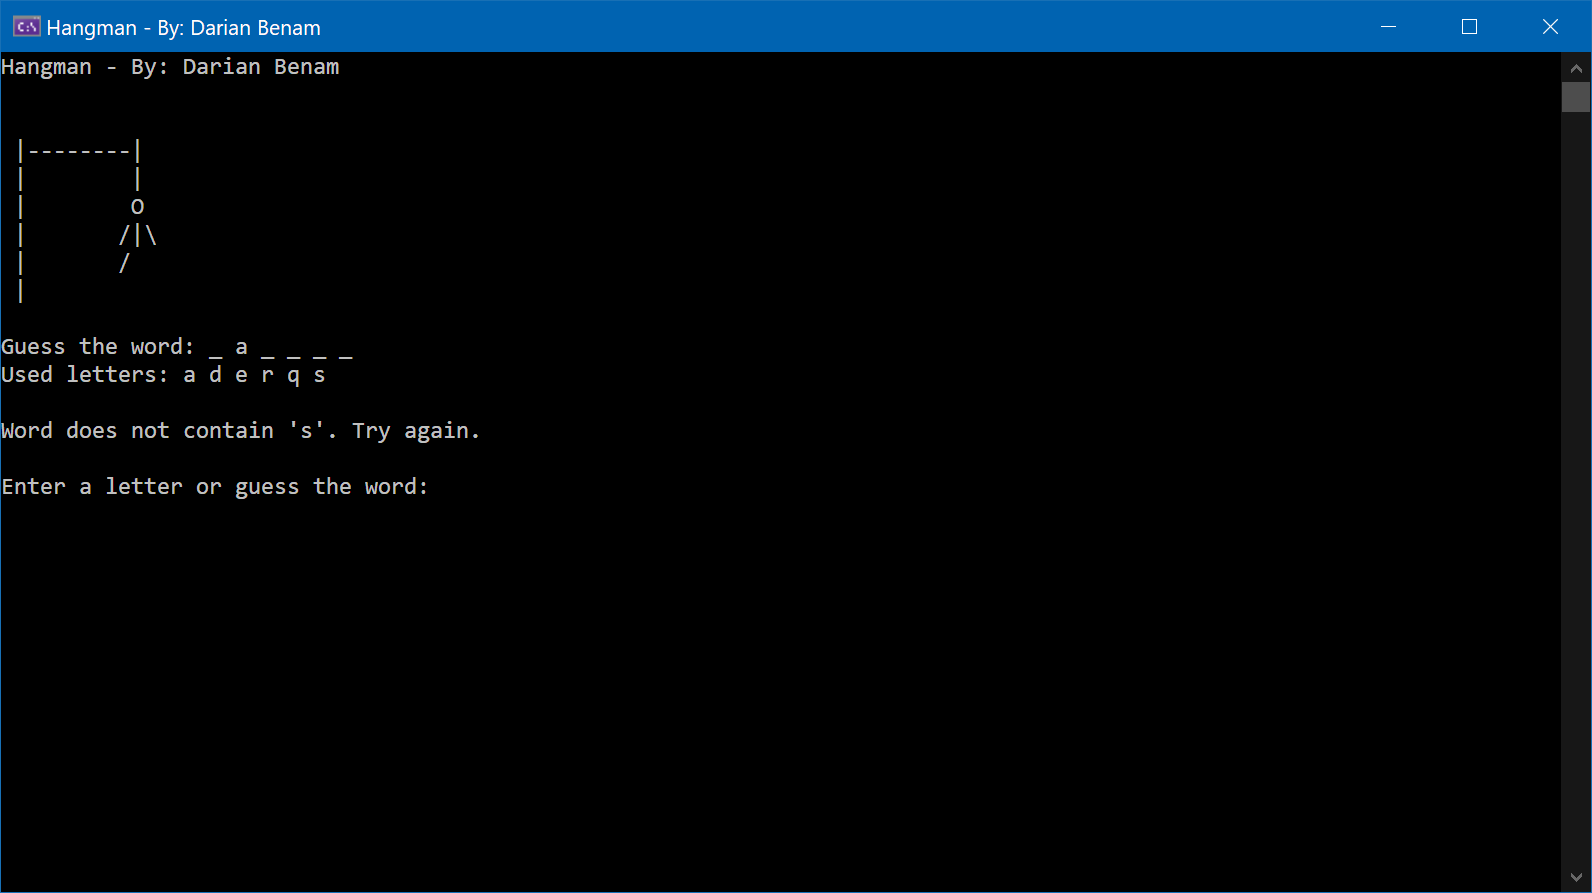 Hangman - By: Darian Benam
Hangman - By: Darian Benam
|--------|
|        |
|        O
|       /|\
|       /
|
Guess the word: _ a _ _ _ _
Used letters: a d e r q s
Word does not contain 's'. Try again.
Enter a letter or guess the word: